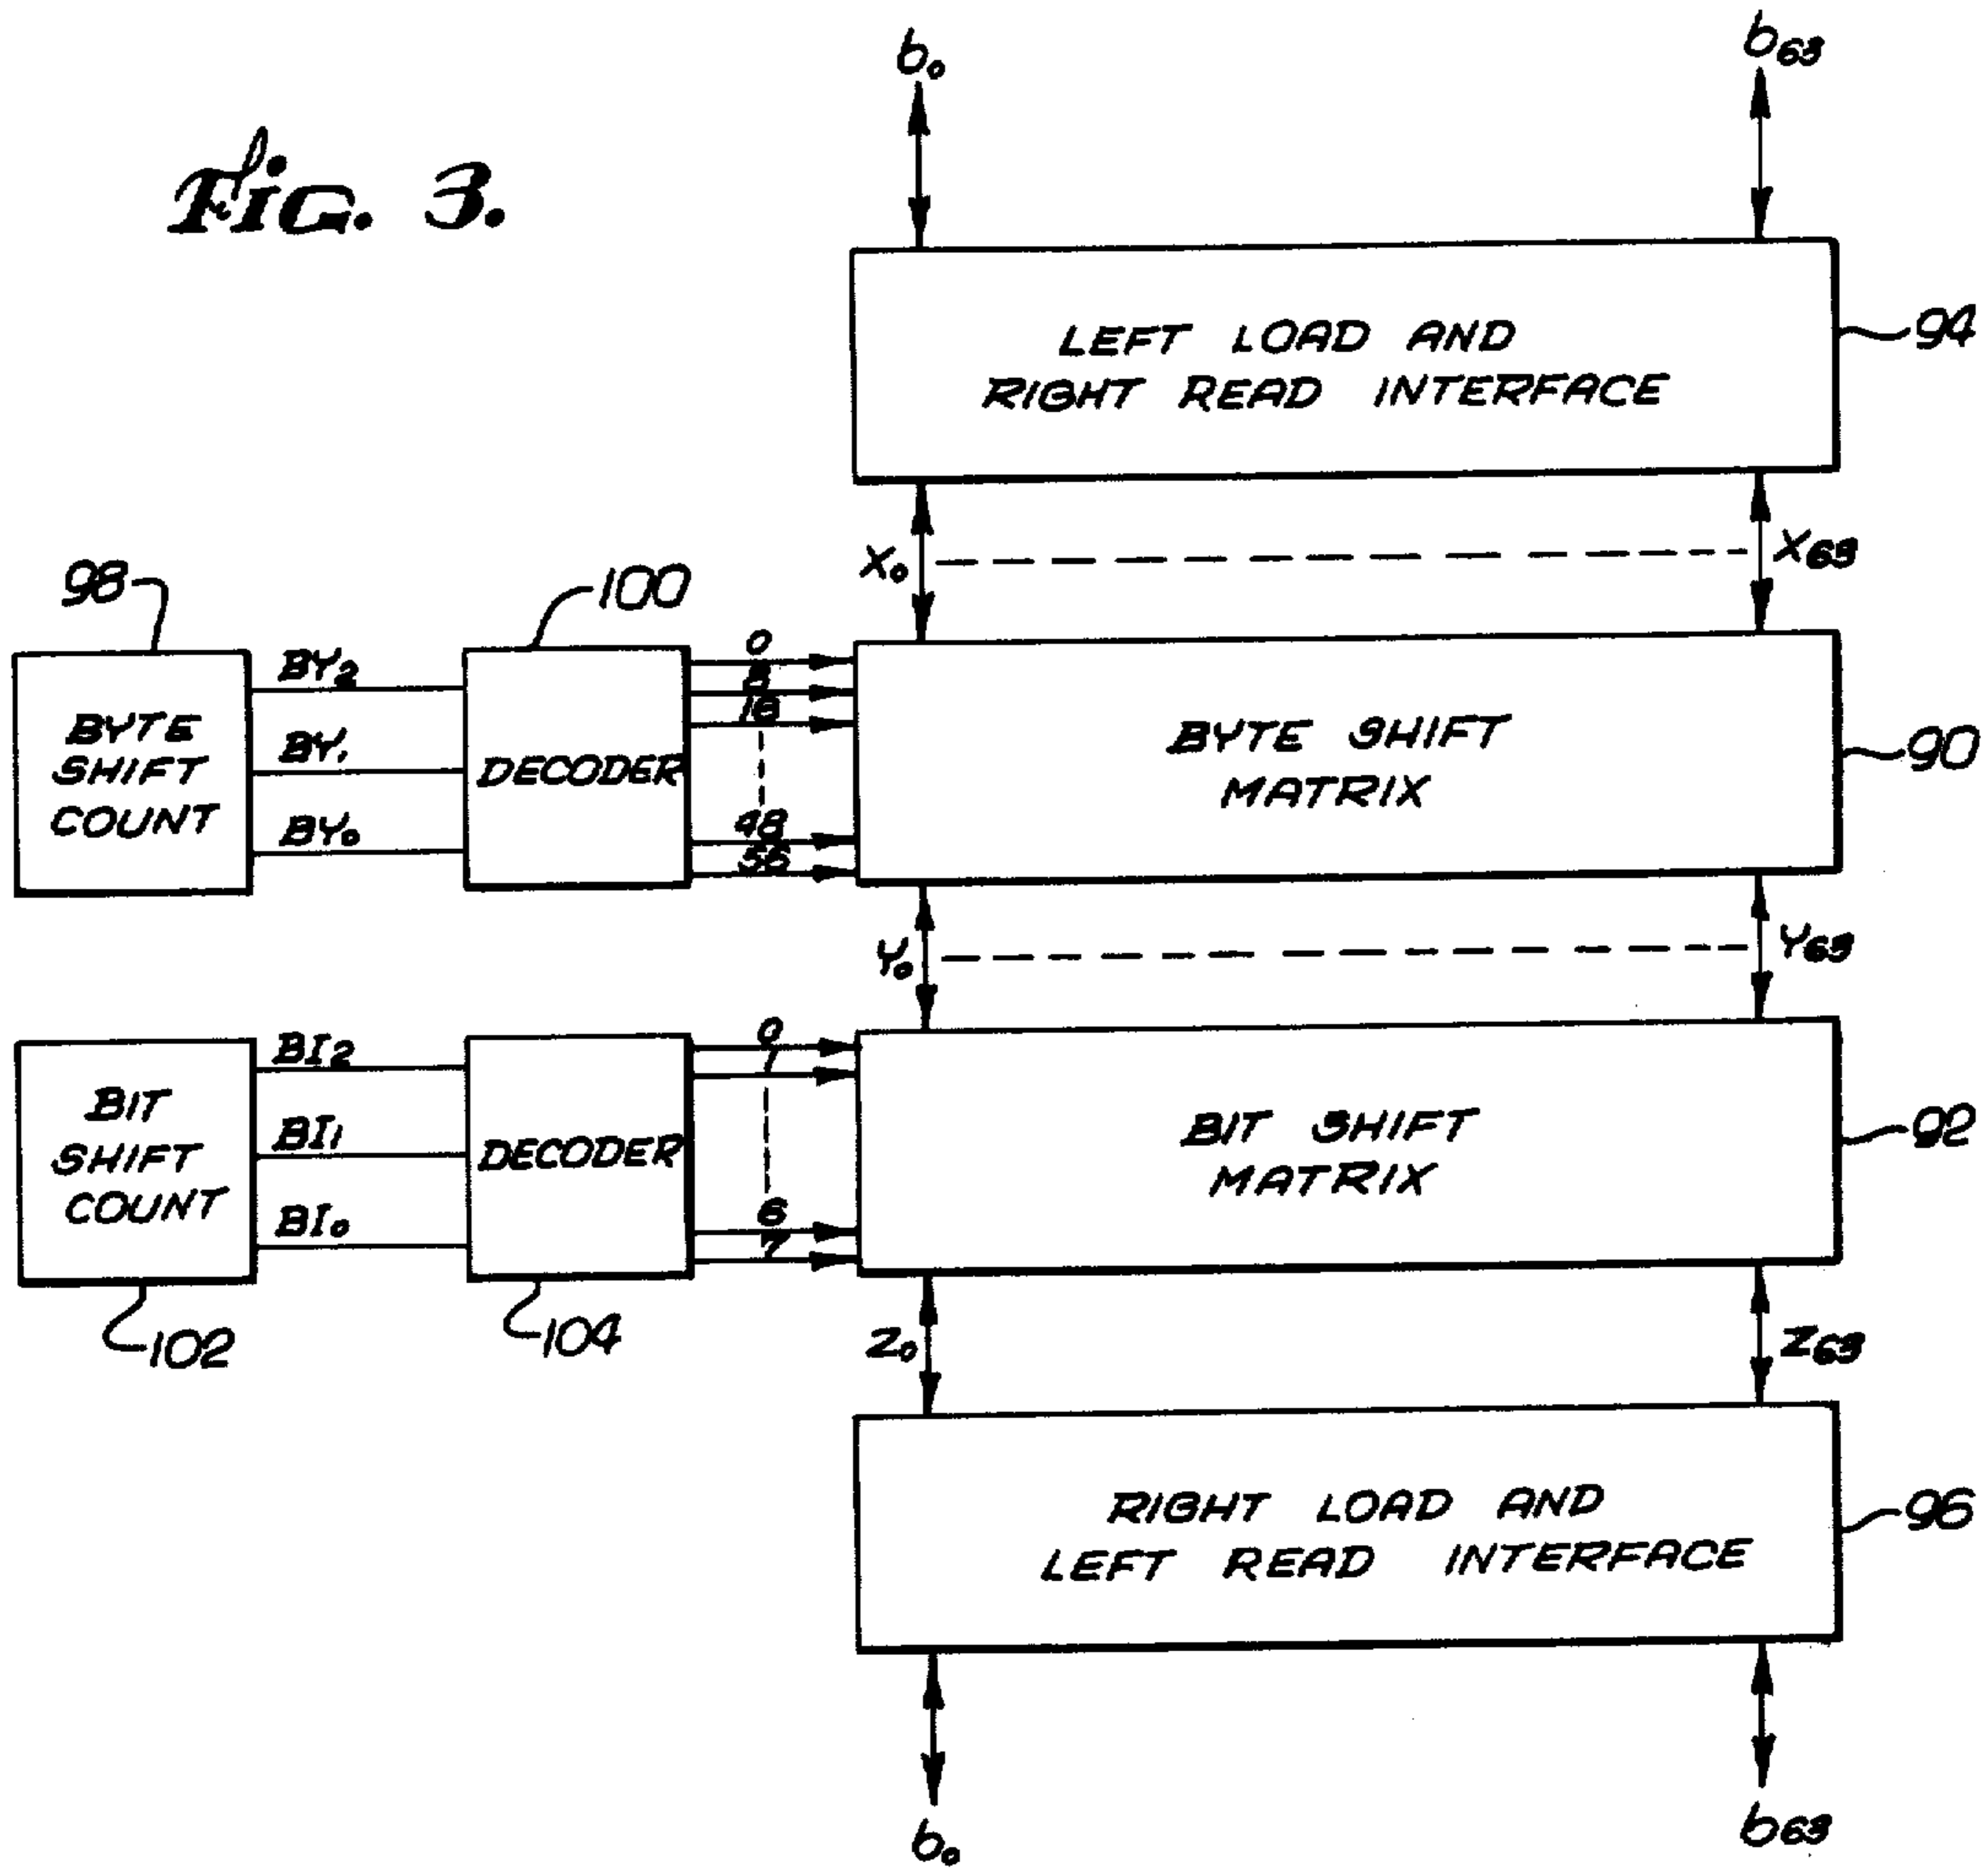 FIG. 3.
b₀
b₆₃
LEFT LOAD AND
RIGHT READ INTERFACE
94
X₀
X₆₃
98
100
BYTE
SHIFT
COUNT
BY₂
BY₁
BY₀
DECODER
0
8
16
48
56
BYTE SHIFT
MATRIX
90
Y₀
Y₆₃
BIT
SHIFT
COUNT
BI₂
BI₁
BI₀
DECODER
0
1
6
7
BIT SHIFT
MATRIX
92
102
104
Z₀
Z₆₃
RIGHT LOAD AND
LEFT READ INTERFACE
96
b₀
b₆₃